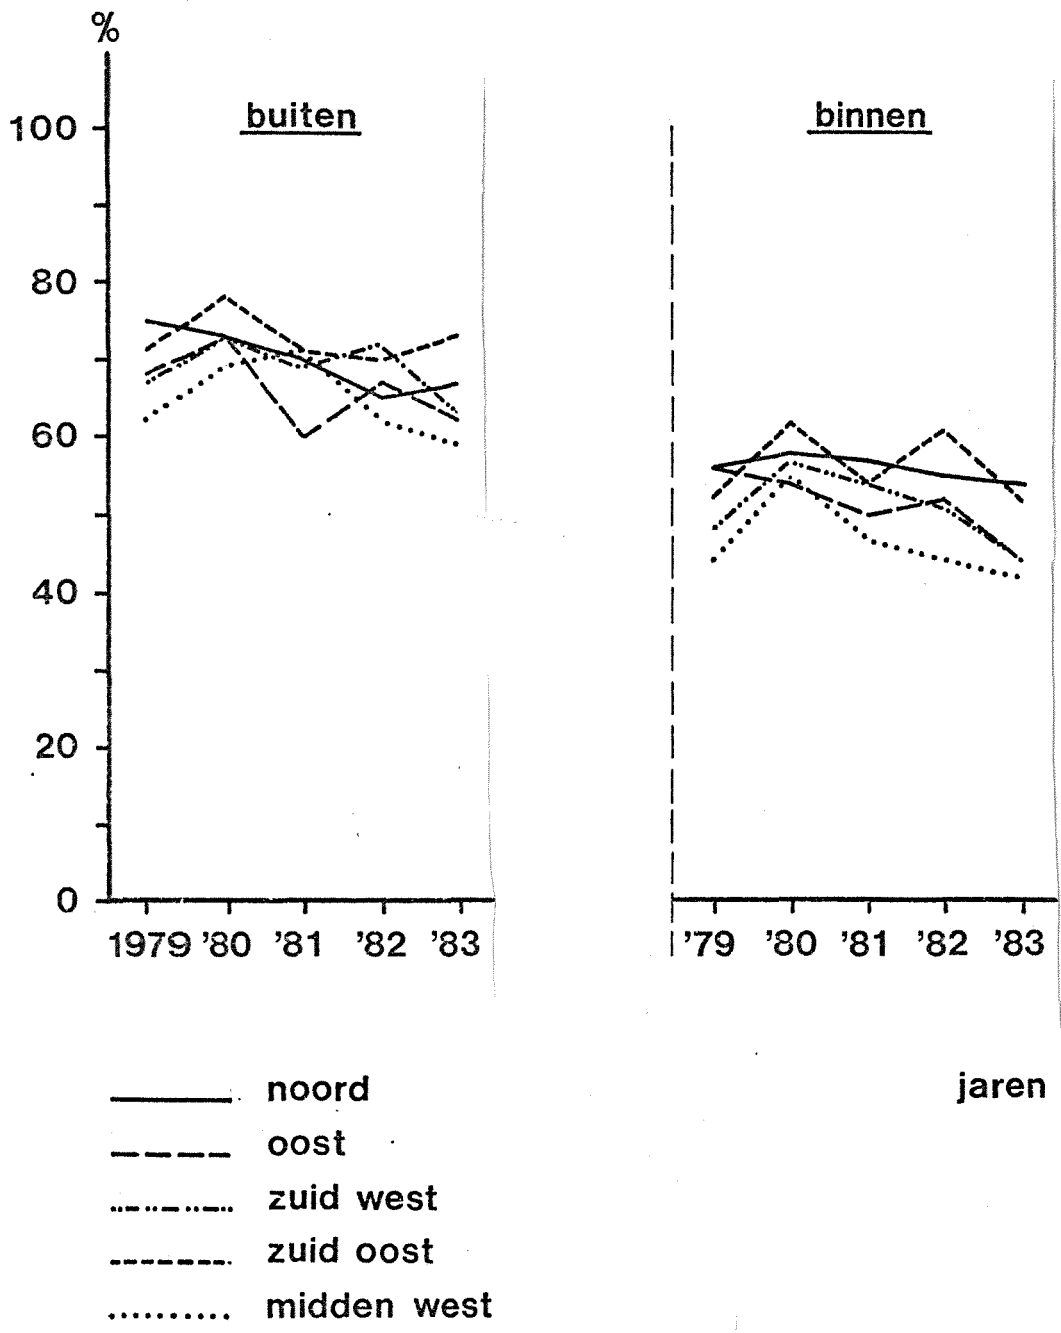 %
buiten
binnen
100
80
60
40
20
0
1979 '80 '81 '82 '83
'79 '80 '81 '82 '83
jaren
noord
oost
zuid west
zuid oost
midden west